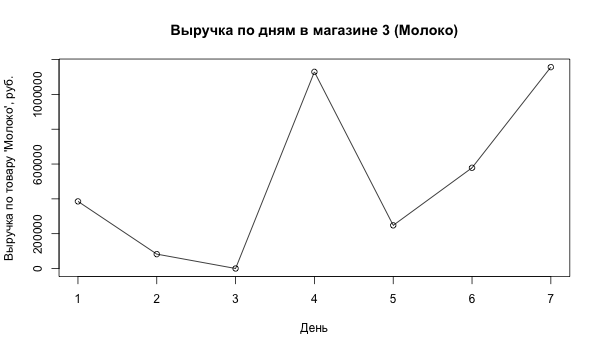 Выручка по дням в магазине 3 (Молоко)
Выручка по товару 'Молоко', руб.
1000000
600000
200000
0
1 2 3 4 5 6 7
День